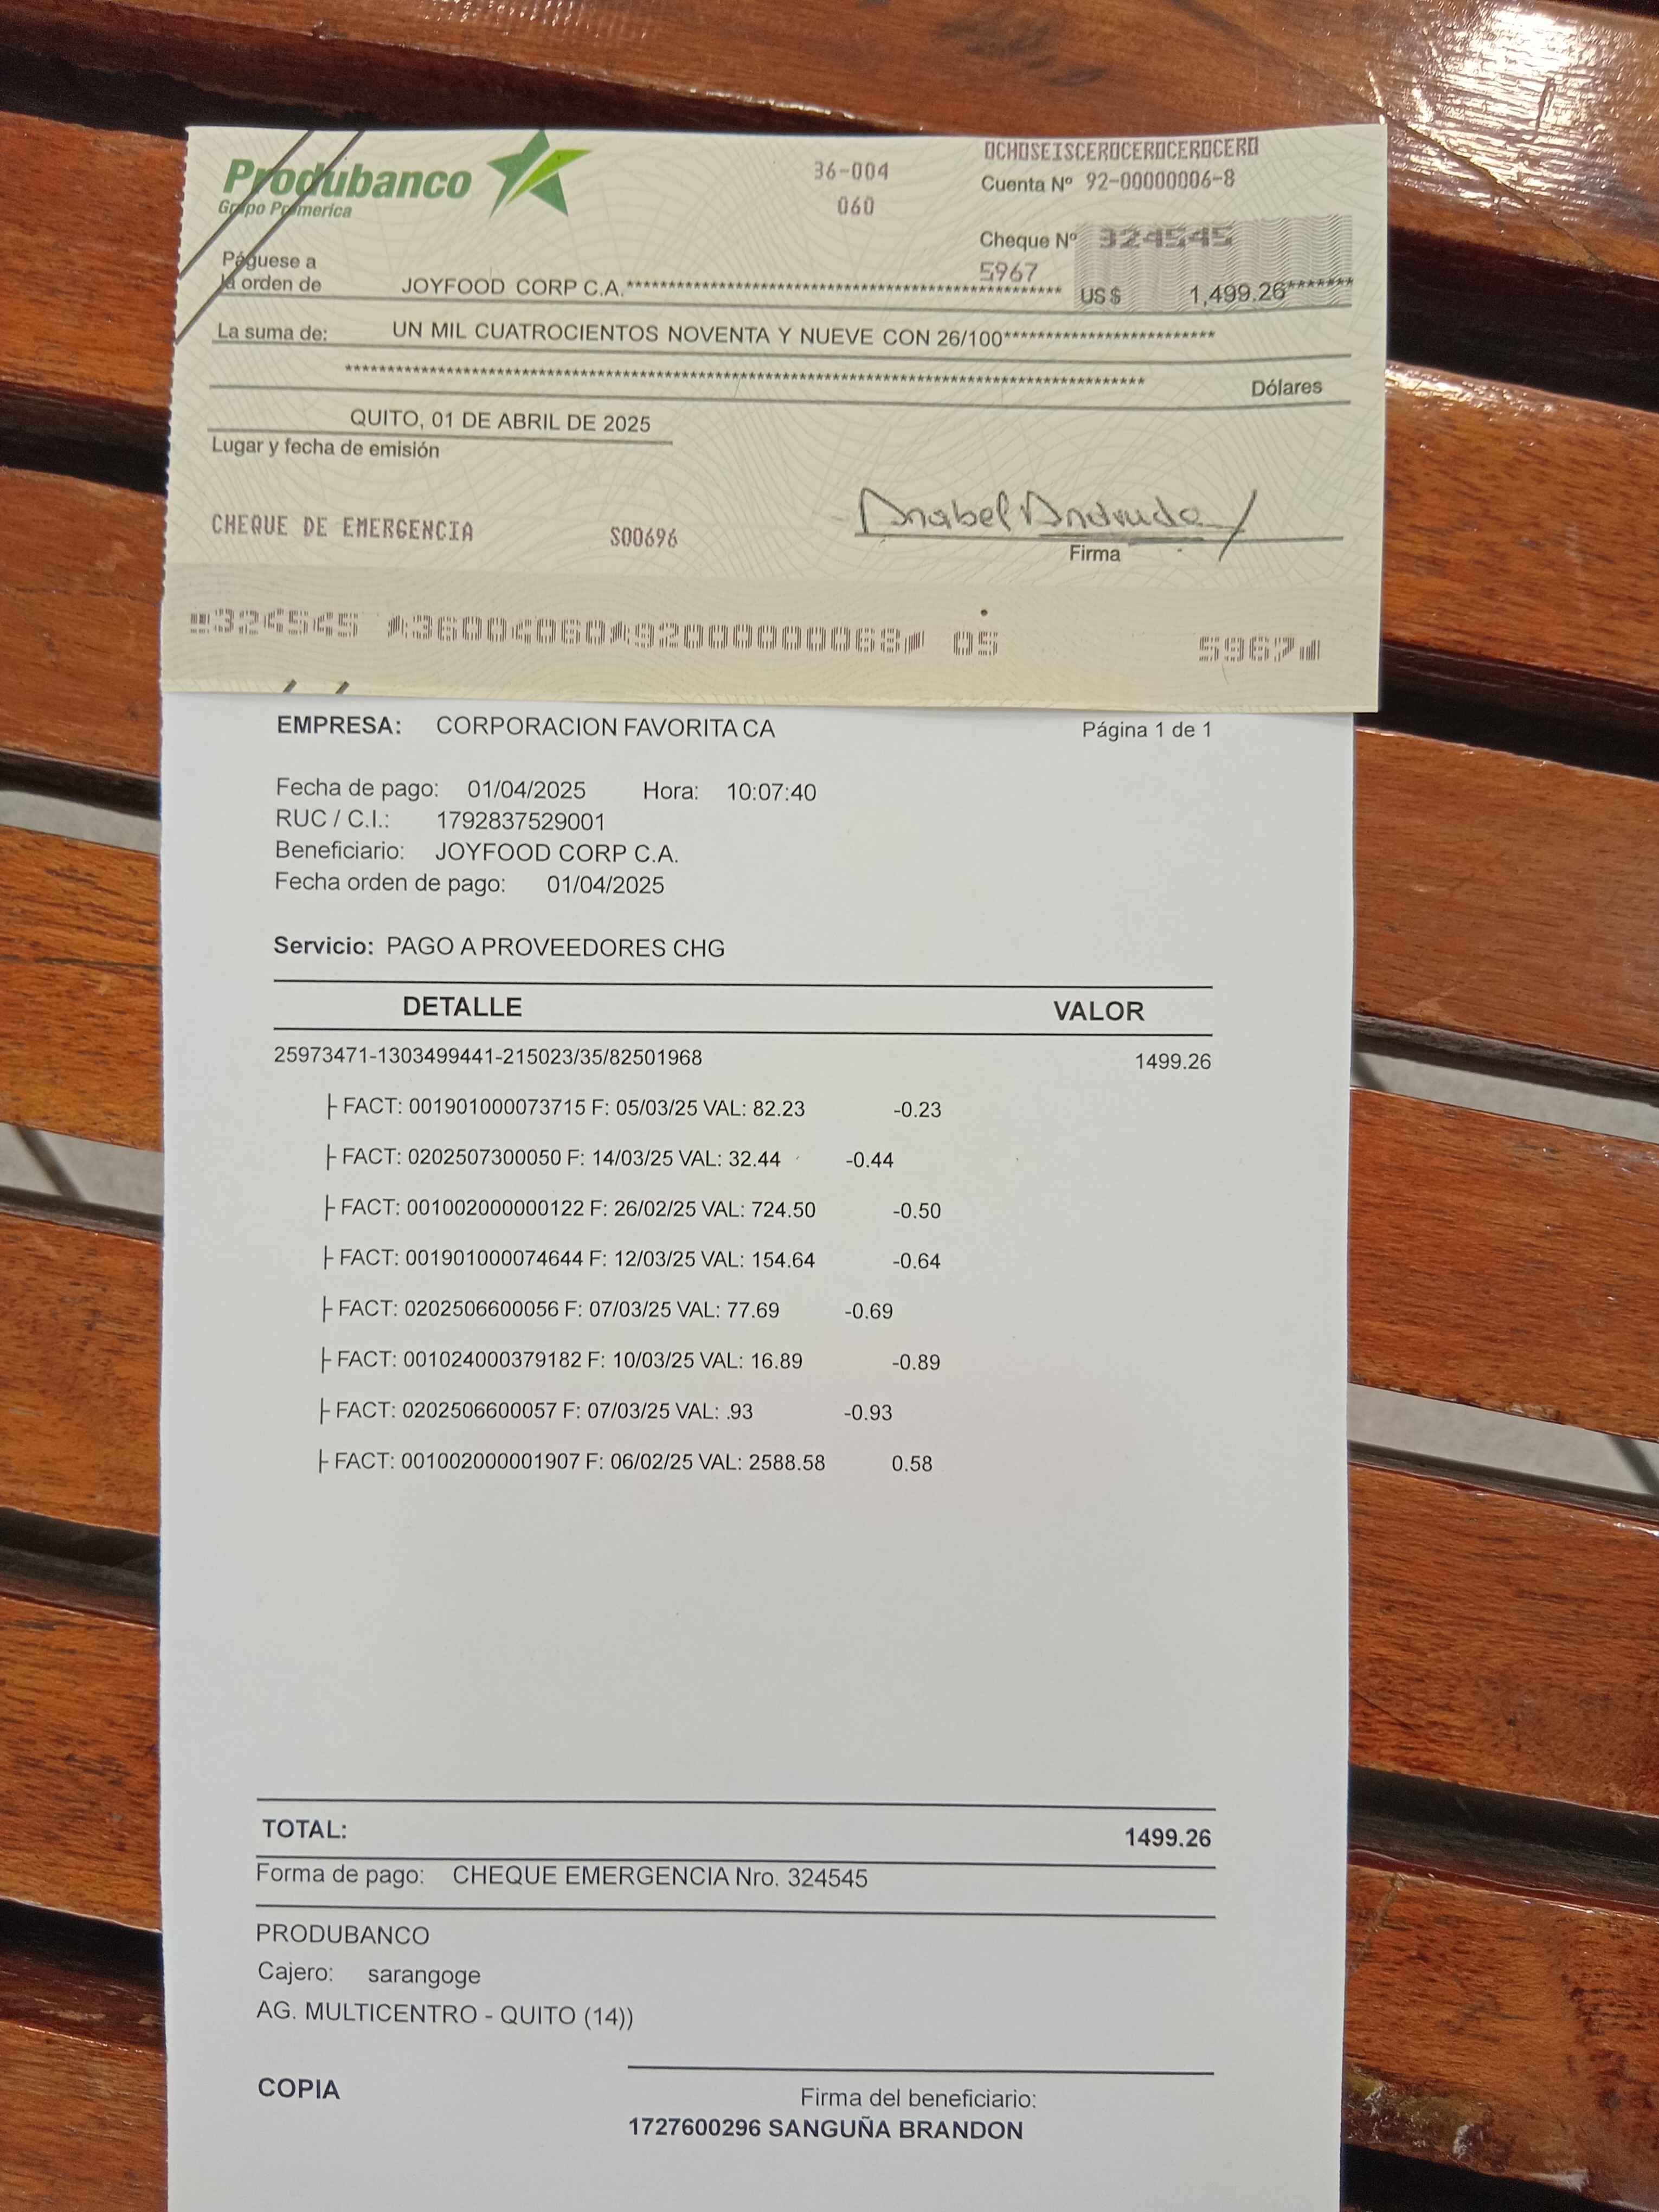 Produbanco
Grupo Promerica
36-004
060
OCHOSEISCEROCEROCEROCERO
Cuenta Nº 92-00000006-8
Cheque Nº 324545
5967
Páguese a
la orden de JOYFOOD CORP C.A.**************************************************** US$ 1,499.26********
La suma de: UN MIL CUATROCIENTOS NOVENTA Y NUEVE CON 26/100*************************
*********************************************************************************************** Dólares
QUITO, 01 DE ABRIL DE 2025
Lugar y fecha de emisión
Anabel Andrade
CHEQUE DE EMERGENCIA S00696
Firma
324545 36004060 92000000068 05 5967
EMPRESA: CORPORACION FAVORITA CA Página 1 de 1
Fecha de pago: 01/04/2025 Hora: 10:07:40
RUC / C.I.: 1792837529001
Beneficiario: JOYFOOD CORP C.A.
Fecha orden de pago: 01/04/2025
Servicio: PAGO A PROVEEDORES CHG
DETALLE VALOR
25973471-1303499441-215023/35/82501968 1499.26
├ FACT: 001901000073715 F: 05/03/25 VAL: 82.23 -0.23
├ FACT: 0202507300050 F: 14/03/25 VAL: 32.44 -0.44
├ FACT: 001002000000122 F: 26/02/25 VAL: 724.50 -0.50
├ FACT: 001901000074644 F: 12/03/25 VAL: 154.64 -0.64
├ FACT: 0202506600056 F: 07/03/25 VAL: 77.69 -0.69
├ FACT: 001024000379182 F: 10/03/25 VAL: 16.89 -0.89
├ FACT: 0202506600057 F: 07/03/25 VAL: .93 -0.93
├ FACT: 001002000001907 F: 06/02/25 VAL: 2588.58 0.58
TOTAL: 1499.26
Forma de pago: CHEQUE EMERGENCIA Nro. 324545
PRODUBANCO
Cajero: sarangoge
AG. MULTICENTRO - QUITO (14))
COPIA
Firma del beneficiario:
1727600296 SANGUÑA BRANDON